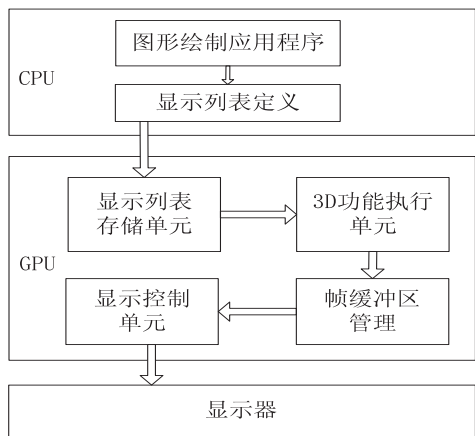 图形绘制应用程序
CPU
显示列表定义
显示列表
存储单元
3D功能执行
单元
GPU
显示控制
单元
帧缓冲区
管理
显示器